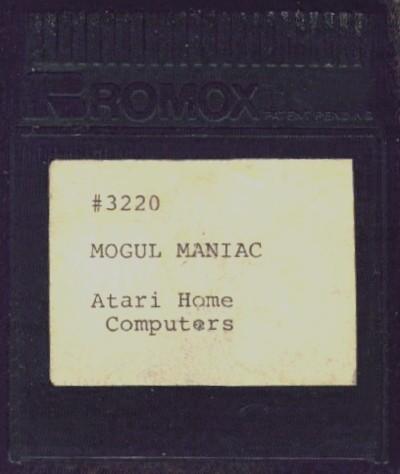 ROMOX
PATENT PENDING
#3220
MOGUL MANIAC
Atari Home
Computers